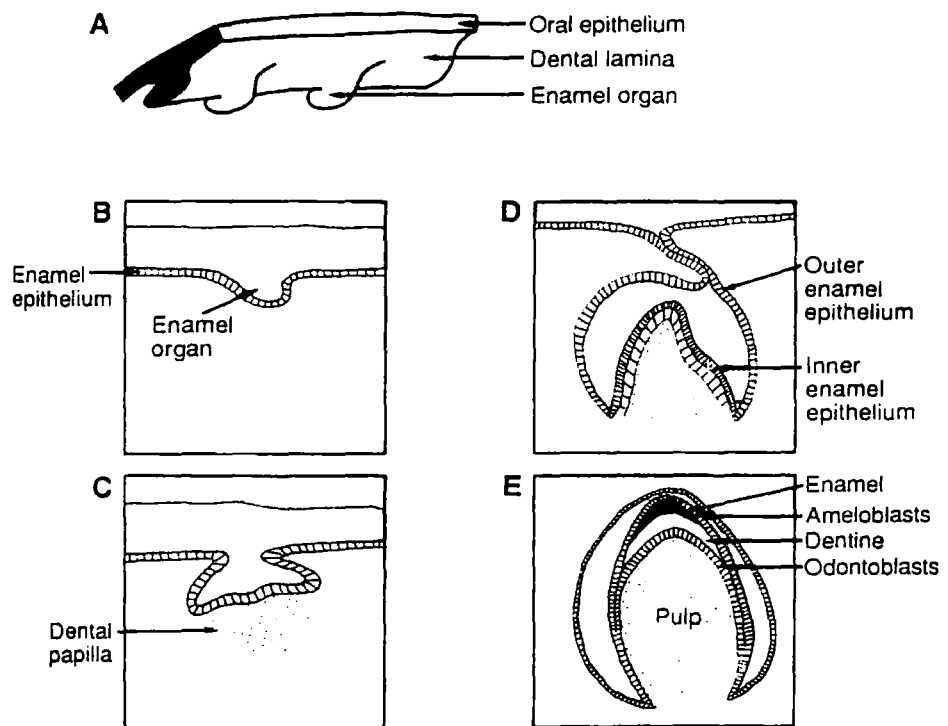 A
Oral epithelium
Dental lamina
Enamel organ
B
Enamel
epithelium
Enamel
organ
D
Outer
enamel
epithelium
Inner
enamel
epithelium
C
Dental
papilla
E
Enamel
Ameloblasts
Dentine
Odontoblasts
Pulp